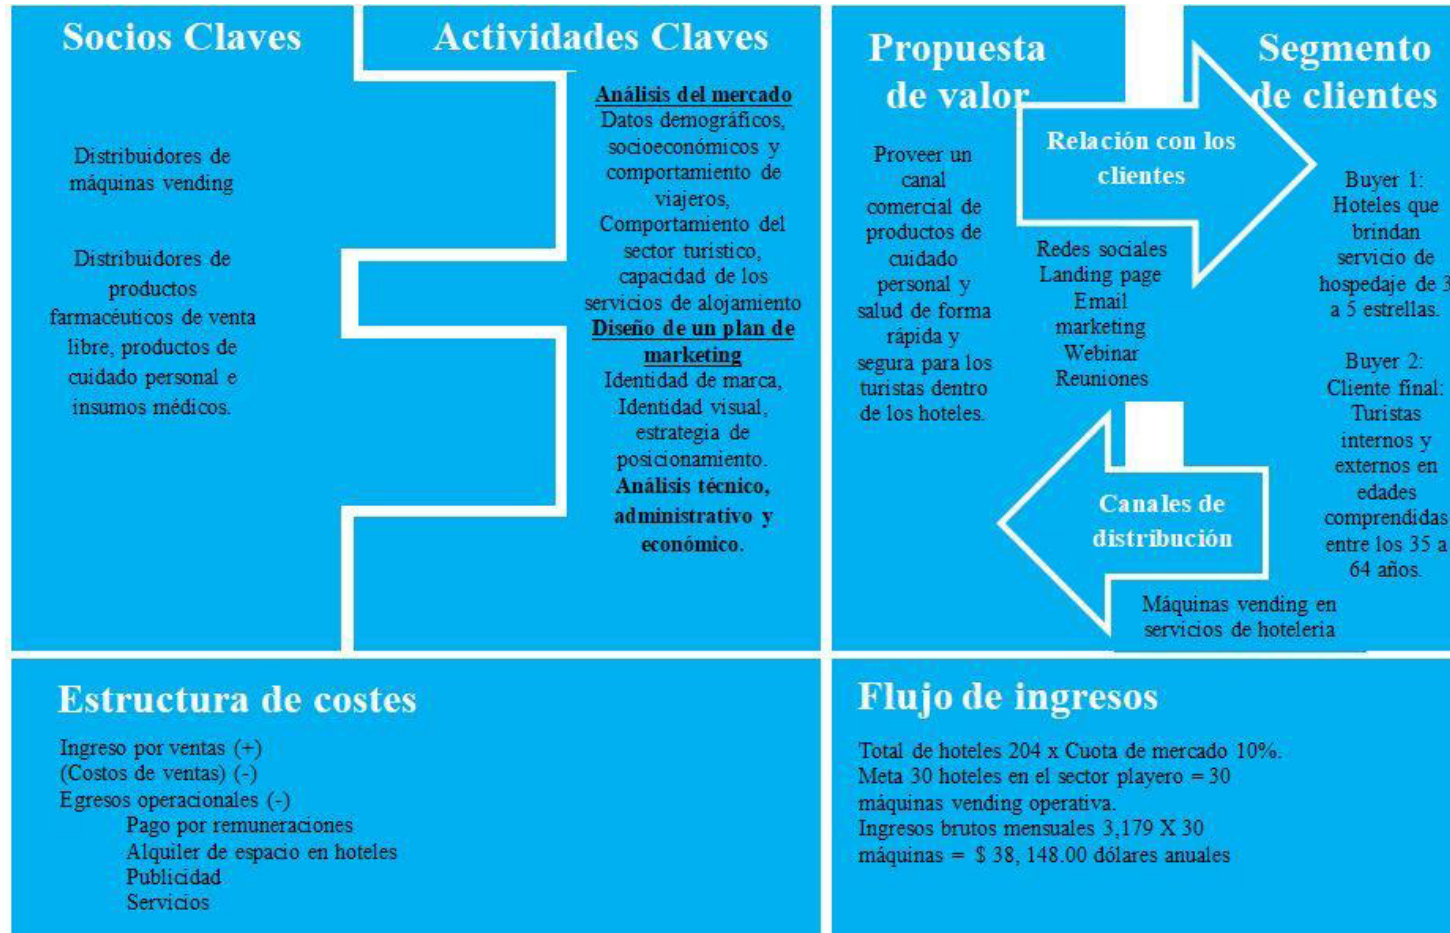 Socios Claves
Distribuidores de
máquinas vending
Distribuidores de
productos
farmacéuticos de venta
libre, productos de
cuidado personal e
insumos médicos.
Actividades Claves
Análisis del mercado
Datos demográficos,
socioeconómicos y
comportamiento de
viajeros,
Comportamiento del
sector turístico,
capacidad de los
servicios de alojamiento
Diseño de un plan de
marketing
Identidad de marca,
Identidad visual,
estrategia de
posicionamiento.
Análisis técnico,
administrativo y
económico.
Propuesta
de valor
Proveer un
canal
comercial de
productos de
cuidado
personal y
salud de forma
rápida y
segura para los
turistas dentro
de los hoteles.
Relación con los
clientes
Redes sociales
Landing page
Email
marketing
Webinar
Reuniones
Canales de
distribución
Máquinas vending en
servicios de hoteleria
Segmento
de clientes
Buyer 1:
Hoteles que
brindan
servicio de
hospedaje de 3
a 5 estrellas.
Buyer 2:
Cliente final:
Turistas
internos y
externos en
edades
comprendidas
entre los 35 a
64 años.
Estructura de costes
Ingreso por ventas (+)
(Costos de ventas) (-)
Egresos operacionales (-)
Pago por remuneraciones
Alquiler de espacio en hoteles
Publicidad
Servicios
Flujo de ingresos
Total de hoteles 204 x Cuota de mercado 10%.
Meta 30 hoteles en el sector playero = 30
máquinas vending operativa.
Ingresos brutos mensuales 3,179 X 30
máquinas = $ 38, 148.00 dólares anuales